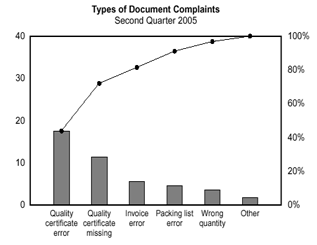 Types of Document Complaints
Second Quarter 2005
40
30
20
10
0
100%
80%
60%
40%
20%
0%
Quality
certificate
error
Quality
certificate
missing
Invoice
error
Packing list
error
Wrong
quantity
Other